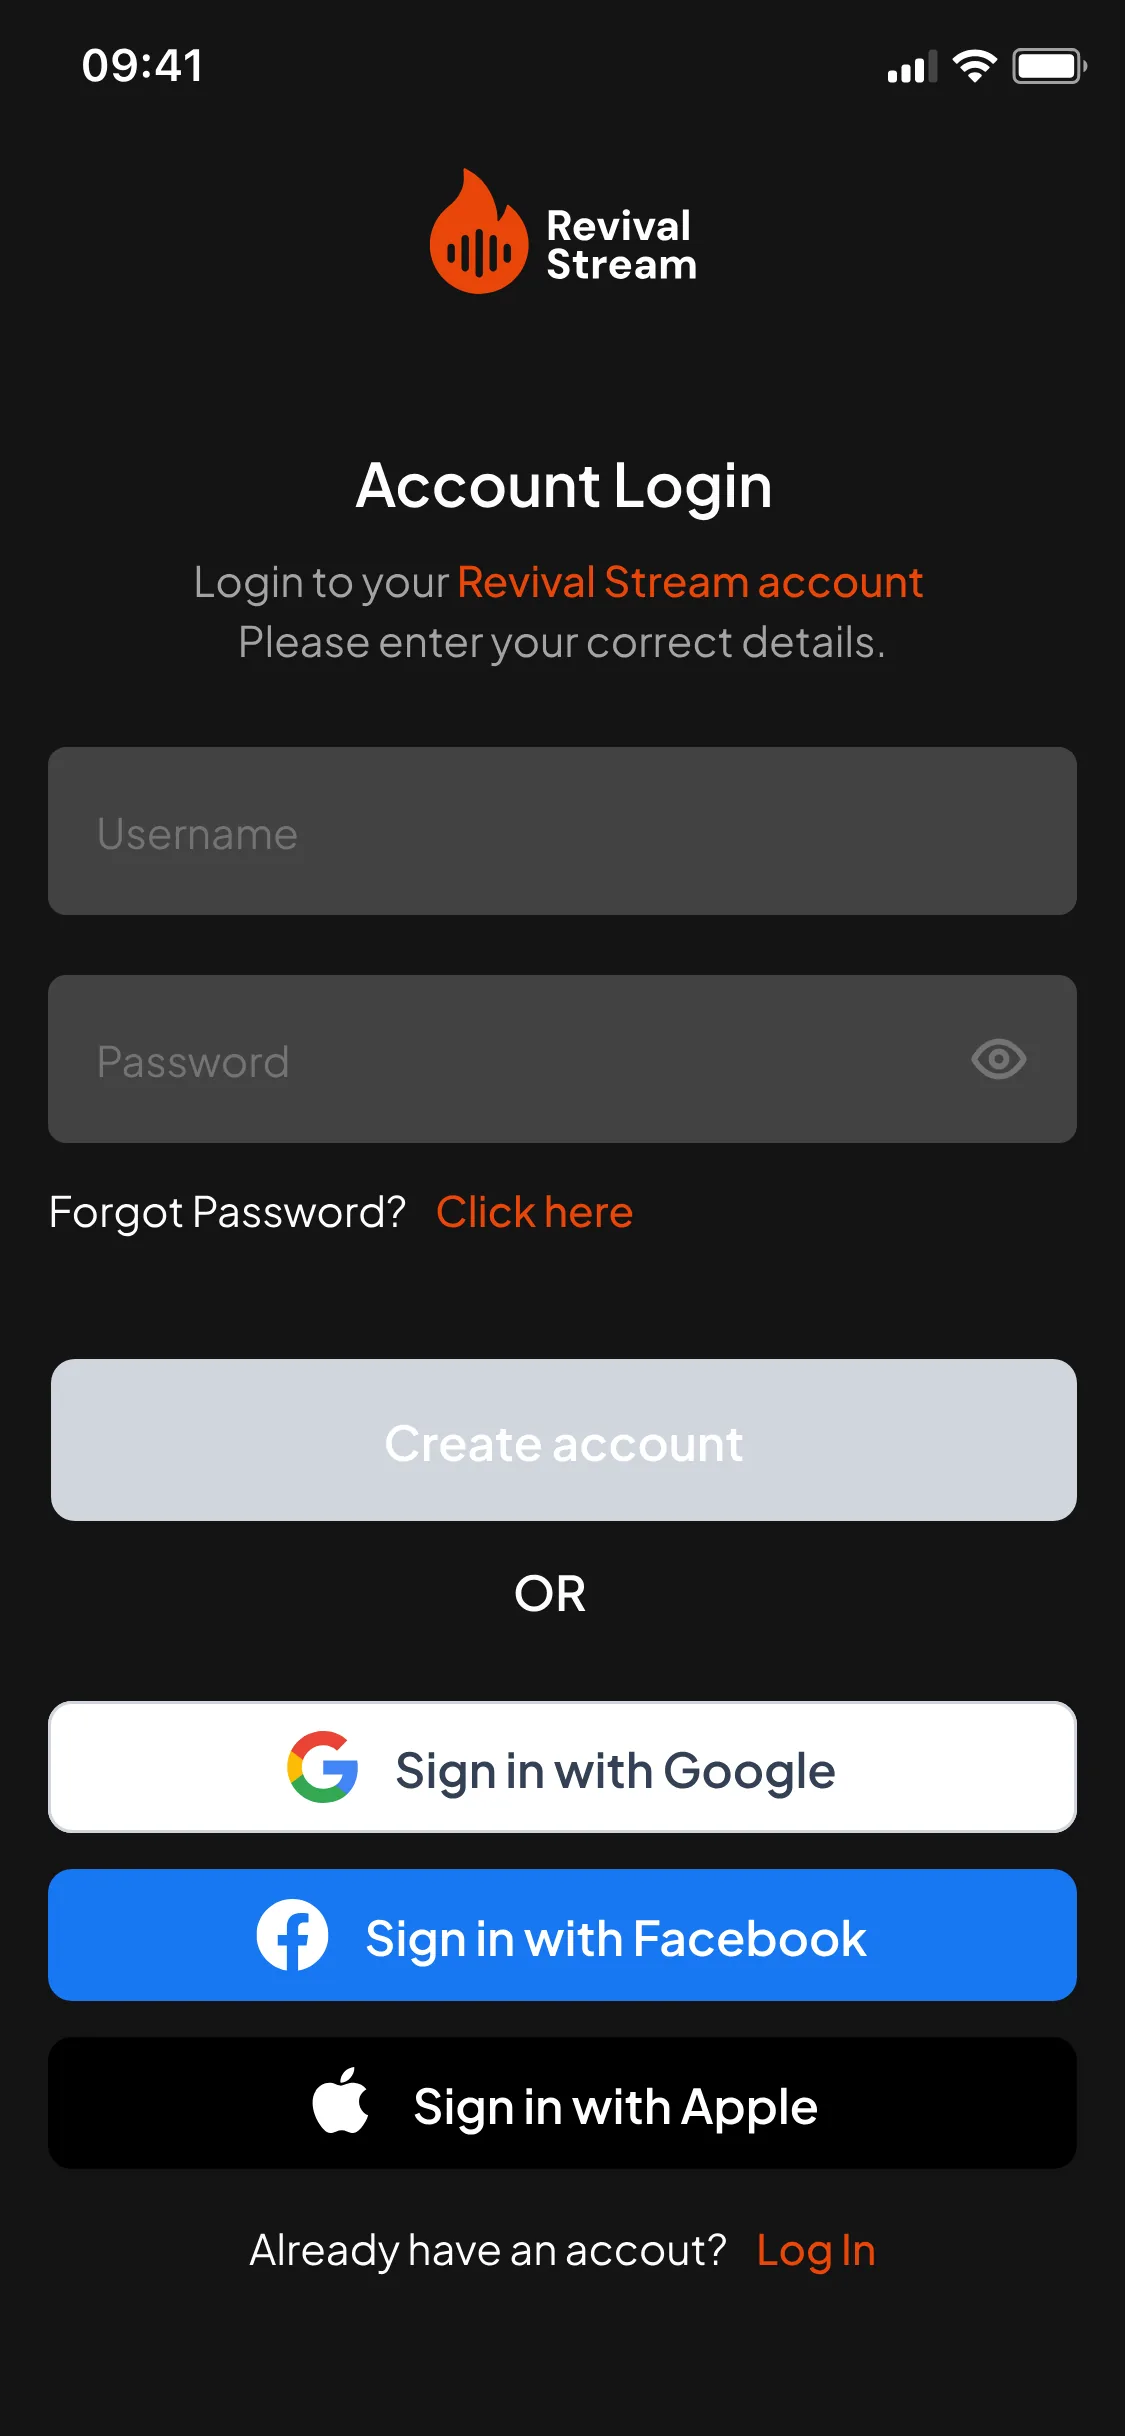 09:41
Revival
Stream
Account Login
Login to your Revival Stream account
Please enter your correct details.
Username
Password
Forgot Password? Click here
Create account
OR
Sign in with Google
Sign in with Facebook
Sign in with Apple
Already have an accout? Log In